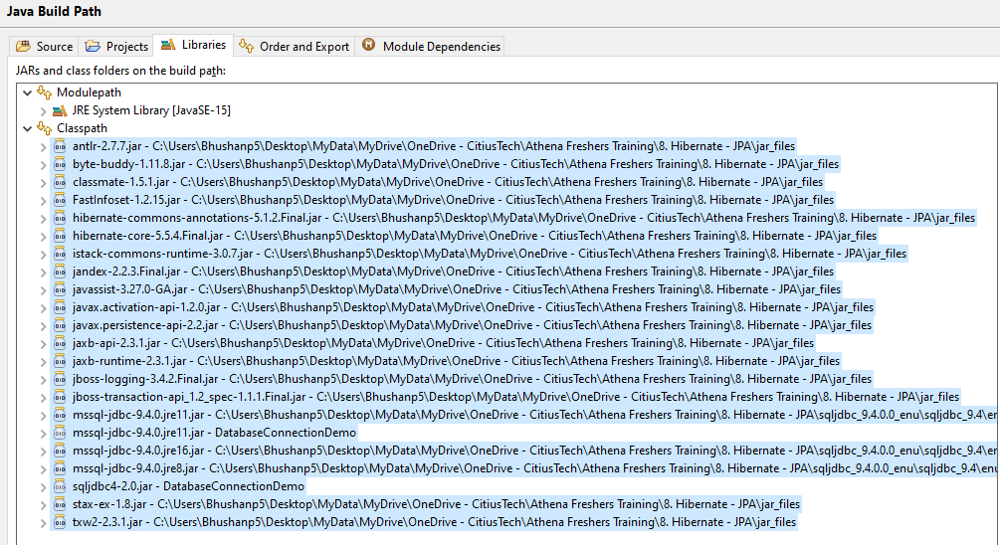 Java Build Path
Source Projects Libraries Order and Export Module Dependencies
JARs and class folders on the build path:
Modulepath
JRE System Library [JavaSE-15]
Classpath
antlr-2.7.7.jar - C:\Users\Bhushanp5\Desktop\MyData\MyDrive\OneDrive - CitiusTech\Athena Freshers Training\8. Hibernate - JPA\jar_files
byte-buddy-1.11.8.jar - C:\Users\Bhushanp5\Desktop\MyData\MyDrive\OneDrive - CitiusTech\Athena Freshers Training\8. Hibernate - JPA\jar_files
classmate-1.5.1.jar - C:\Users\Bhushanp5\Desktop\MyData\MyDrive\OneDrive - CitiusTech\Athena Freshers Training\8. Hibernate - JPA\jar_files
FastInfoset-1.2.15.jar - C:\Users\Bhushanp5\Desktop\MyData\MyDrive\OneDrive - CitiusTech\Athena Freshers Training\8. Hibernate - JPA\jar_files
hibernate-commons-annotations-5.1.2.Final.jar - C:\Users\Bhushanp5\Desktop\MyData\MyDrive\OneDrive - CitiusTech\Athena Freshers Training\8. Hibernate - JPA\jar_files
hibernate-core-5.5.4.Final.jar - C:\Users\Bhushanp5\Desktop\MyData\MyDrive\OneDrive - CitiusTech\Athena Freshers Training\8. Hibernate - JPA\jar_files
istack-commons-runtime-3.0.7.jar - C:\Users\Bhushanp5\Desktop\MyData\MyDrive\OneDrive - CitiusTech\Athena Freshers Training\8. Hibernate - JPA\jar_files
jandex-2.2.3.Final.jar - C:\Users\Bhushanp5\Desktop\MyData\MyDrive\OneDrive - CitiusTech\Athena Freshers Training\8. Hibernate - JPA\jar_files
javassist-3.27.0-GA.jar - C:\Users\Bhushanp5\Desktop\MyData\MyDrive\OneDrive - CitiusTech\Athena Freshers Training\8. Hibernate - JPA\jar_files
javax.activation-api-1.2.0.jar - C:\Users\Bhushanp5\Desktop\MyData\MyDrive\OneDrive - CitiusTech\Athena Freshers Training\8. Hibernate - JPA\jar_files
javax.persistence-api-2.2.jar - C:\Users\Bhushanp5\Desktop\MyData\MyDrive\OneDrive - CitiusTech\Athena Freshers Training\8. Hibernate - JPA\jar_files
jaxb-api-2.3.1.jar - C:\Users\Bhushanp5\Desktop\MyData\MyDrive\OneDrive - CitiusTech\Athena Freshers Training\8. Hibernate - JPA\jar_files
jaxb-runtime-2.3.1.jar - C:\Users\Bhushanp5\Desktop\MyData\MyDrive\OneDrive - CitiusTech\Athena Freshers Training\8. Hibernate - JPA\jar_files
jboss-logging-3.4.2.Final.jar - C:\Users\Bhushanp5\Desktop\MyData\MyDrive\OneDrive - CitiusTech\Athena Freshers Training\8. Hibernate - JPA\jar_files
jboss-transaction-api_1.2_spec-1.1.1.Final.jar - C:\Users\Bhushanp5\Desktop\MyData\MyDrive\OneDrive - CitiusTech\Athena Freshers Training\8. Hibernate - JPA\jar_files
mssql-jdbc-9.4.0.jre11.jar - C:\Users\Bhushanp5\Desktop\MyData\MyDrive\OneDrive - CitiusTech\Athena Freshers Training\8. Hibernate - JPA\sqljdbc_9.4.0.0_enu\sqljdbc_9.4\en
mssql-jdbc-9.4.0.jre11.jar - DatabaseConnectionDemo
mssql-jdbc-9.4.0.jre16.jar - C:\Users\Bhushanp5\Desktop\MyData\MyDrive\OneDrive - CitiusTech\Athena Freshers Training\8. Hibernate - JPA\sqljdbc_9.4.0.0_enu\sqljdbc_9.4\en
mssql-jdbc-9.4.0.jre8.jar - C:\Users\Bhushanp5\Desktop\MyData\MyDrive\OneDrive - CitiusTech\Athena Freshers Training\8. Hibernate - JPA\sqljdbc_9.4.0.0_enu\sqljdbc_9.4\enu
sqljdbc4-2.0.jar - DatabaseConnectionDemo
stax-ex-1.8.jar - C:\Users\Bhushanp5\Desktop\MyData\MyDrive\OneDrive - CitiusTech\Athena Freshers Training\8. Hibernate - JPA\jar_files
txw2-2.3.1.jar - C:\Users\Bhushanp5\Desktop\MyData\MyDrive\OneDrive - CitiusTech\Athena Freshers Training\8. Hibernate - JPA\jar_files